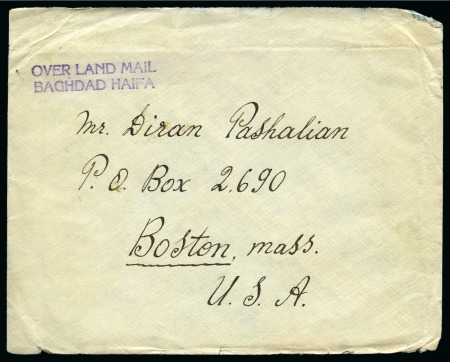 OVER LAND MAIL
BAGHDAD HAIFA
Mr. Diran Pashalian
P. O. Box 2,690
Boston, mass.
U. S. A.